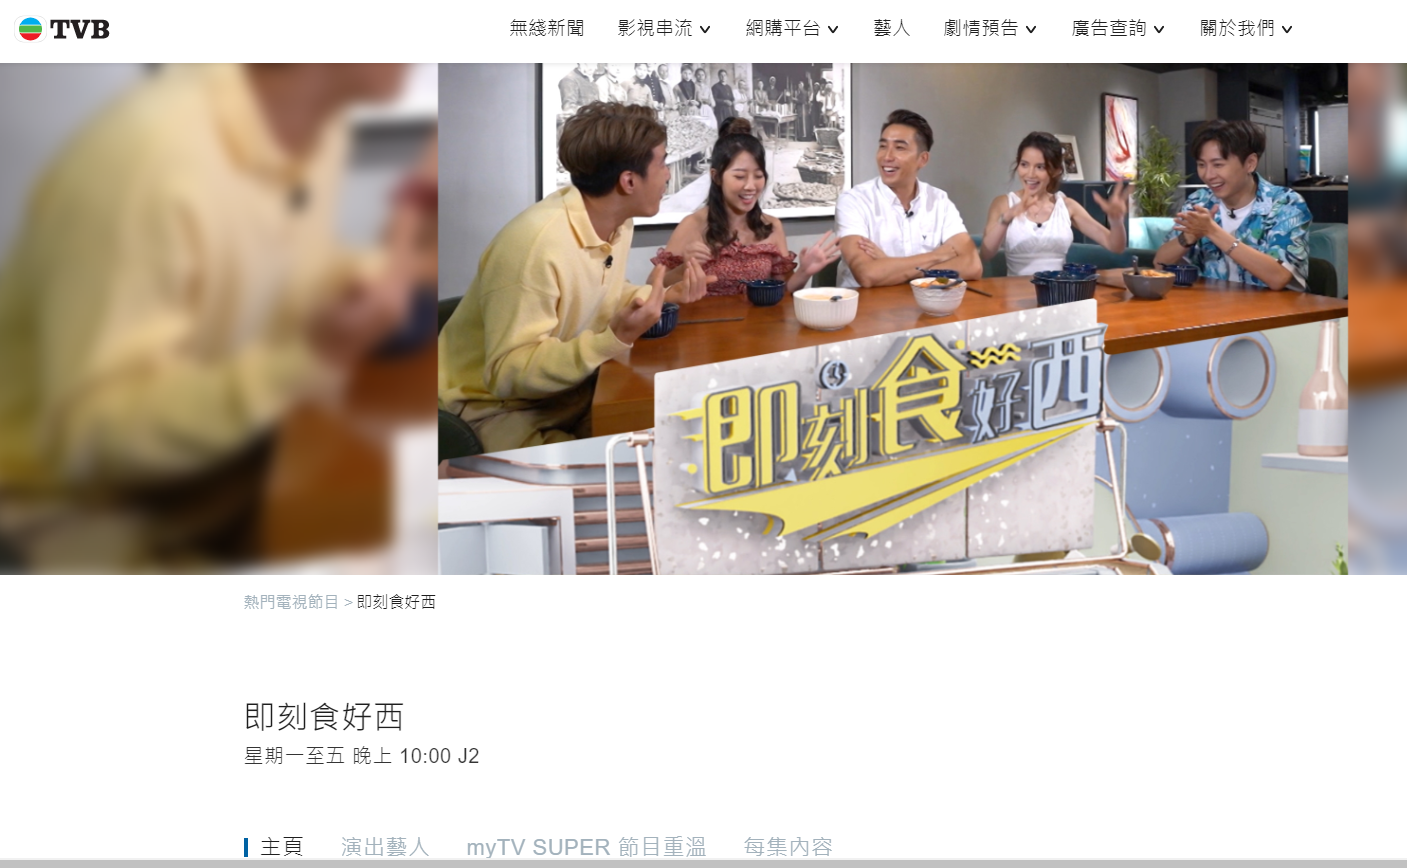 TVB
無綫新聞 影視串流 網購平台 藝人 劇情預告 廣告查詢 關於我們
即刻食好西
熱門電視節目 > 即刻食好西
即刻食好西
星期一至五 晚上 10:00 J2
主頁 演出藝人 myTV SUPER 節目重溫 每集內容